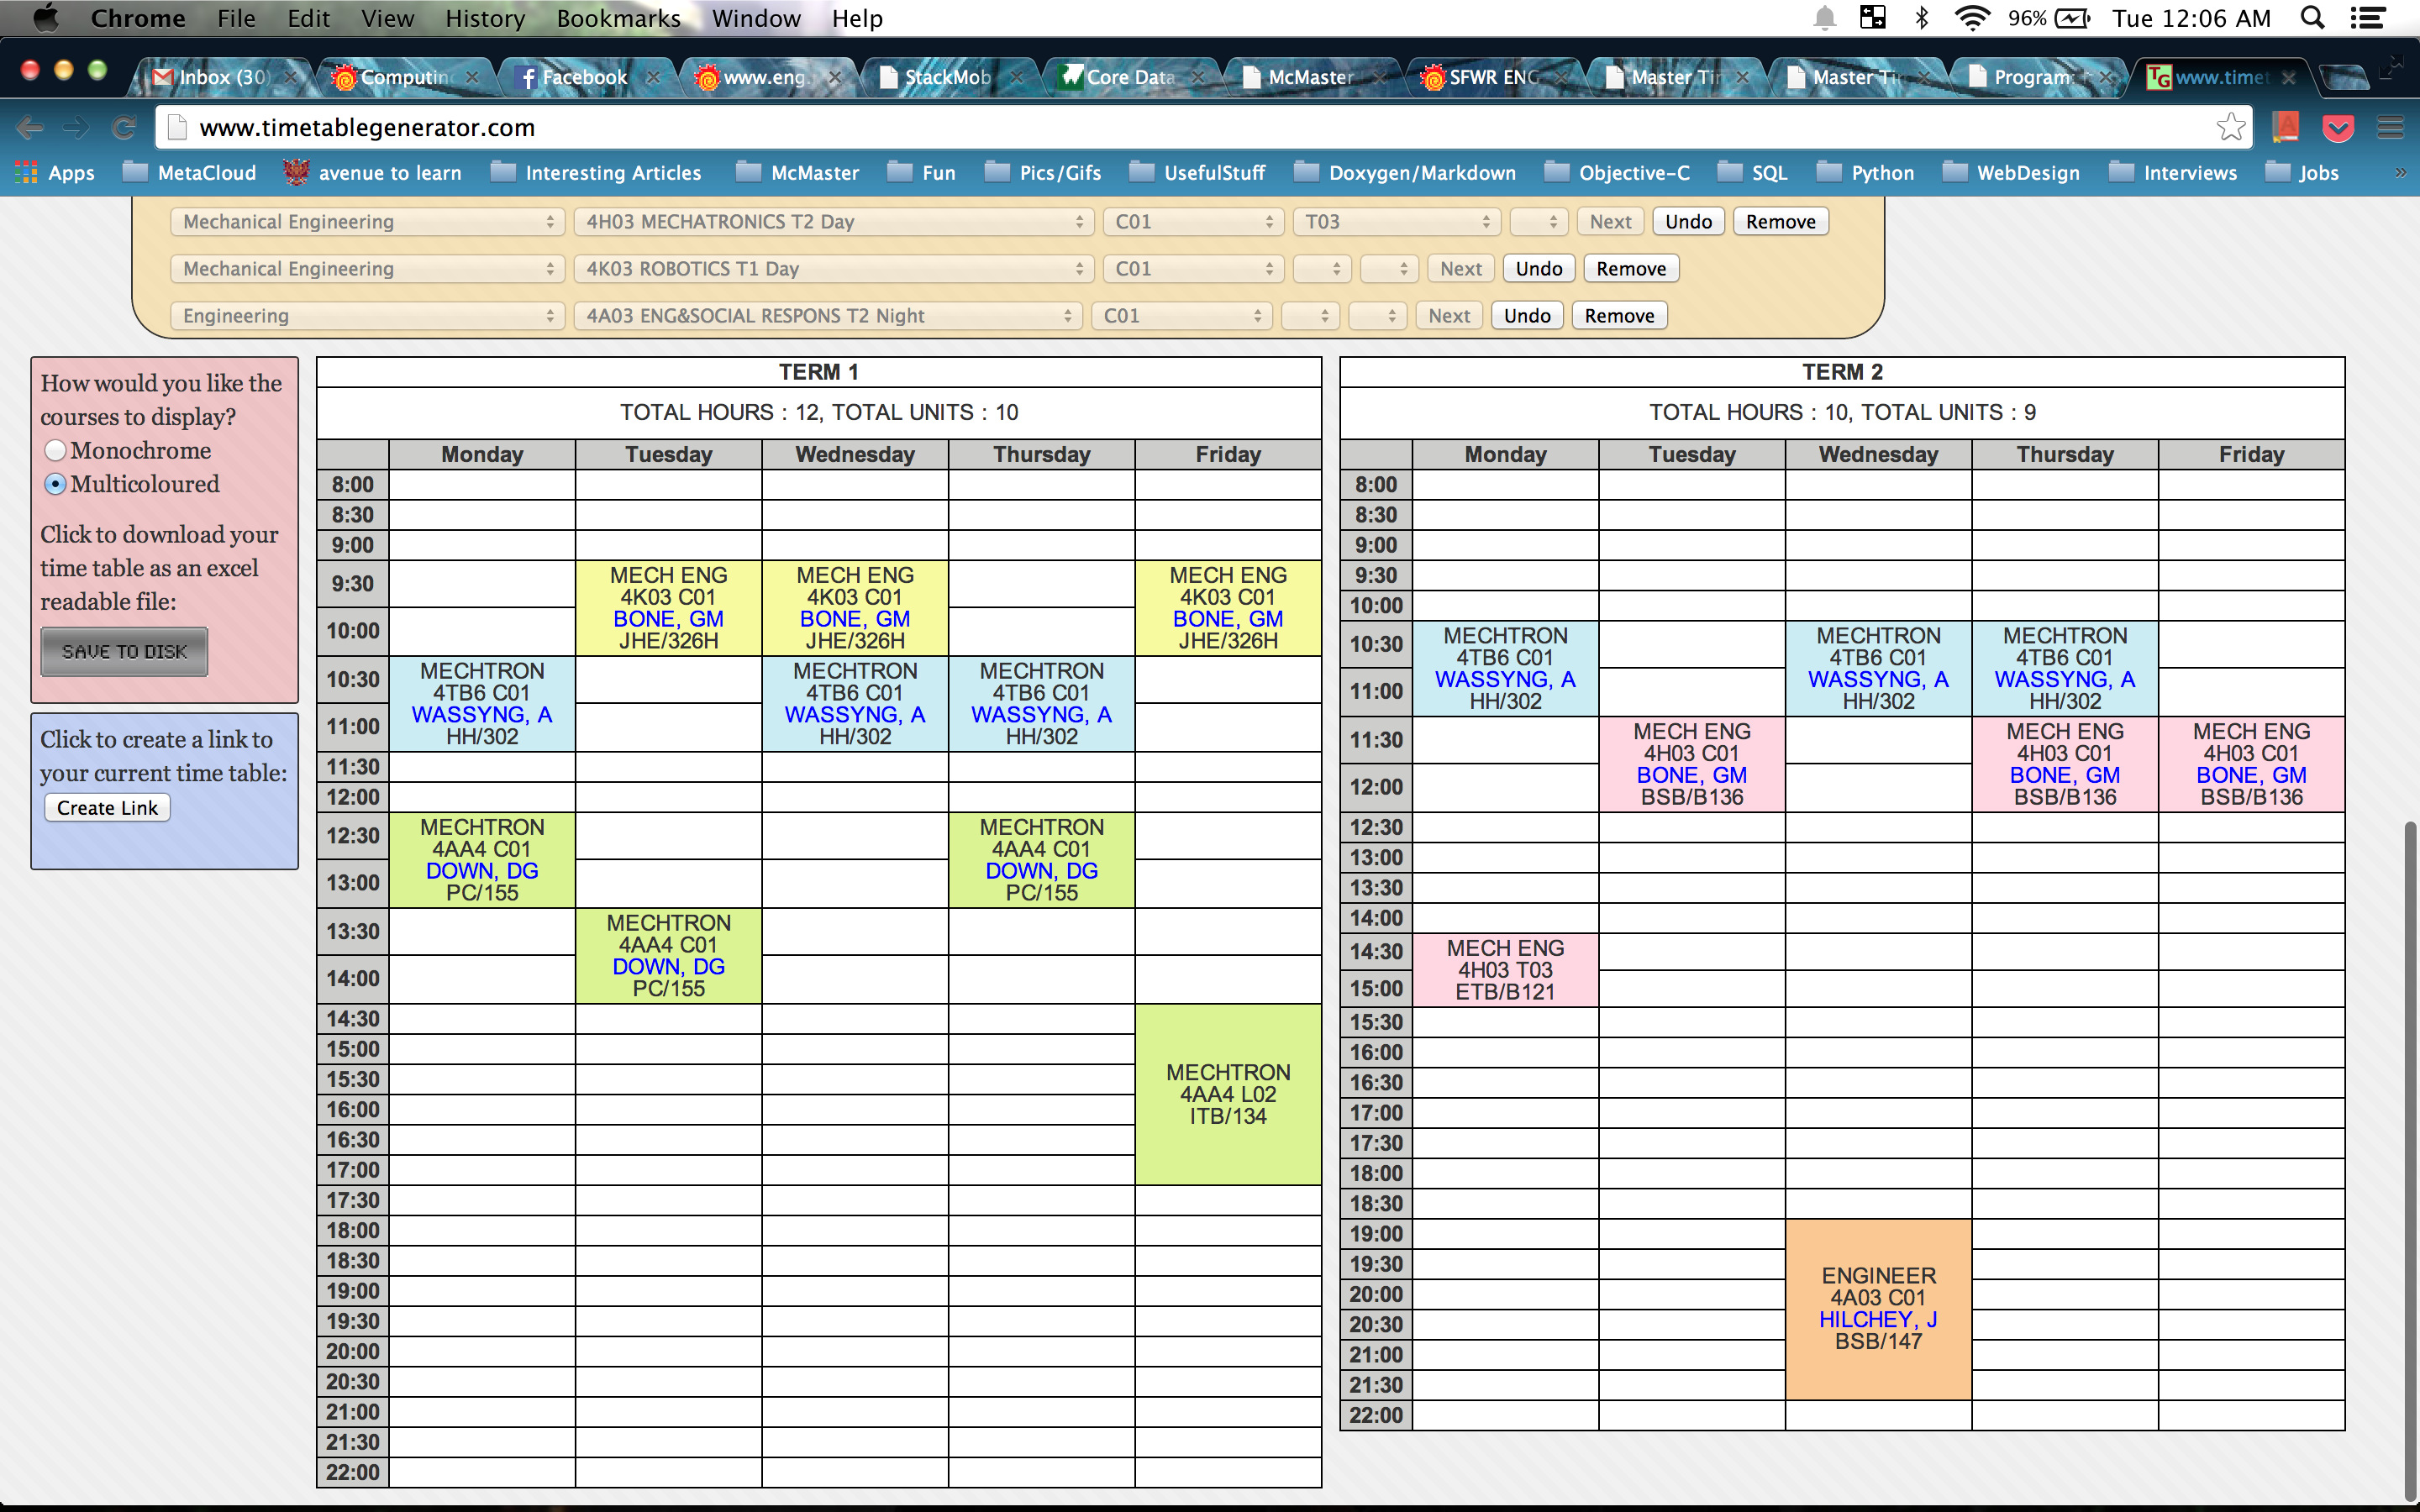 Chrome File Edit View History Bookmarks Window Help 96% Tue 12:06 AM
Inbox (30) Computin Facebook www.eng. StackMob Core Data McMaster SFWR ENG Master Tim Master Ti Program www.timet
www.timetablegenerator.com
Apps MetaCloud avenue to learn Interesting Articles McMaster Fun Pics/Gifs UsefulStuff Doxygen/Markdown Objective-C SQL Python WebDesign Interviews Jobs »
Mechanical Engineering 4H03 MECHATRONICS T2 Day C01 T03 Next Undo Remove
Mechanical Engineering 4K03 ROBOTICS T1 Day C01 Next Undo Remove
Engineering 4A03 ENG&SOCIAL RESPONS T2 Night C01 Next Undo Remove
How would you like the
courses to display?
Monochrome
Multicoloured
Click to download your
time table as an excel
readable file:
SAVE TO DISK
Click to create a link to
your current time table:
Create Link
TERM 1
TOTAL HOURS : 12, TOTAL UNITS : 10
Monday Tuesday Wednesday Thursday Friday
8:00
8:30
9:00
9:30
10:00
MECH ENG MECH ENG MECH ENG
4K03 C01 4K03 C01 4K03 C01
BONE, GM BONE, GM BONE, GM
JHE/326H JHE/326H JHE/326H
10:30
11:00
MECHTRON MECHTRON MECHTRON
4TB6 C01 4TB6 C01 4TB6 C01
WASSYNG, A WASSYNG, A WASSYNG, A
HH/302 HH/302 HH/302
11:30
12:00
12:30
13:00
MECHTRON MECHTRON
4AA4 C01 4AA4 C01
DOWN, DG DOWN, DG
PC/155 PC/155
13:30
14:00
MECHTRON
4AA4 C01
DOWN, DG
PC/155
14:30
15:00
15:30
16:00
16:30
17:00
MECHTRON
4AA4 L02
ITB/134
17:30
18:00
18:30
19:00
19:30
20:00
20:30
21:00
21:30
22:00
TERM 2
TOTAL HOURS : 10, TOTAL UNITS : 9
Monday Tuesday Wednesday Thursday Friday
8:00
8:30
9:00
9:30
10:00
10:30
11:00
MECHTRON MECHTRON MECHTRON
4TB6 C01 4TB6 C01 4TB6 C01
WASSYNG, A WASSYNG, A WASSYNG, A
HH/302 HH/302 HH/302
11:30
12:00
MECH ENG MECH ENG MECH ENG
4H03 C01 4H03 C01 4H03 C01
BONE, GM BONE, GM BONE, GM
BSB/B136 BSB/B136 BSB/B136
12:30
13:00
13:30
14:00
14:30
15:00
MECH ENG
4H03 T03
ETB/B121
15:30
16:00
16:30
17:00
17:30
18:00
18:30
19:00
19:30
20:00
20:30
21:00
21:30
ENGINEER
4A03 C01
HILCHEY, J
BSB/147
22:00